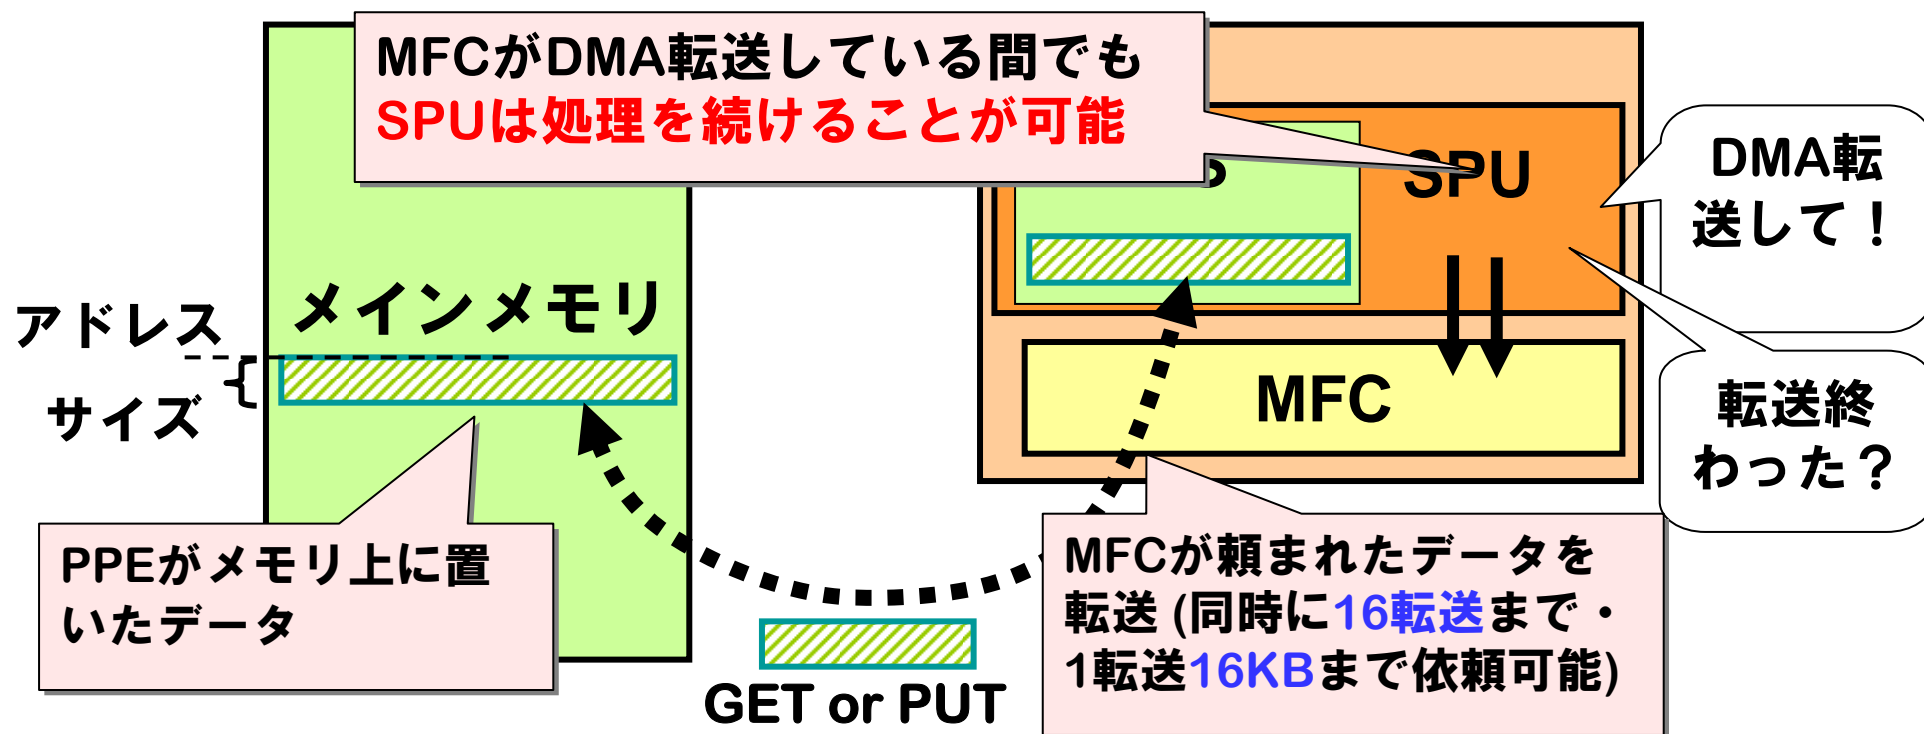 MFCがDMA転送している間でも
SPUは処理を続けることが可能
SPU
DMA転
送して！
メインメモリ
アドレス
サイズ
MFC
転送終
わった？
PPEがメモリ上に置
いたデータ
MFCが頼まれたデータを
転送 (同時に16転送まで・
1転送16KBまで依頼可能)
GET or PUT